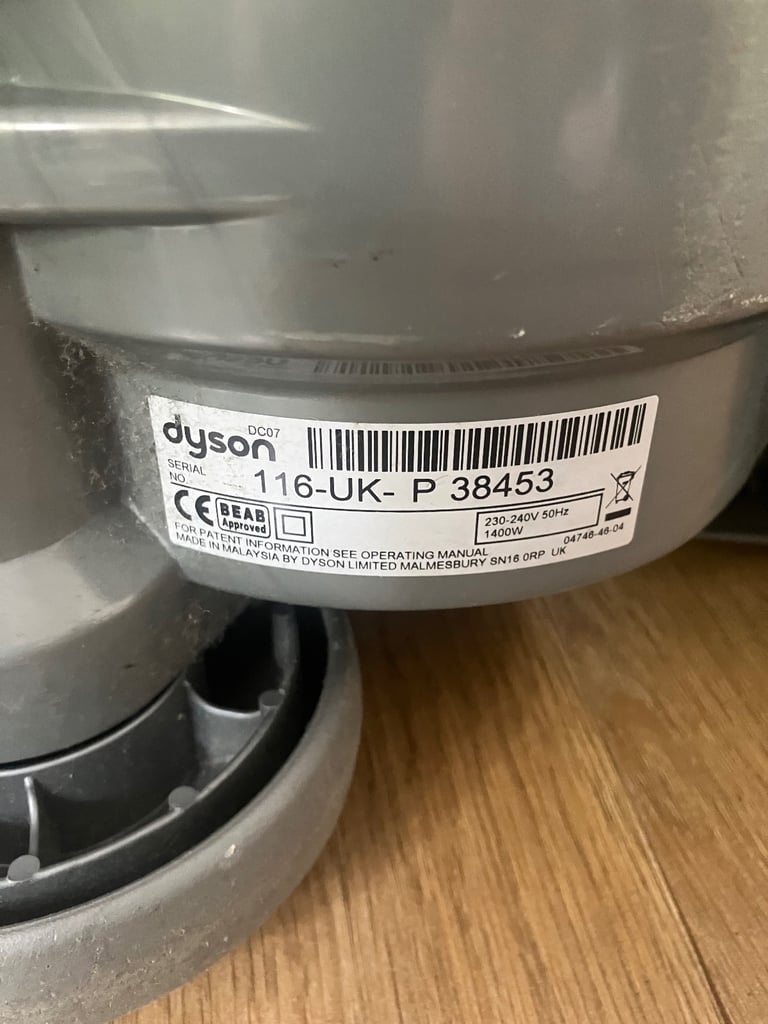 dyson DC07
SERIAL NO. 116-UK- P 38453
CE BEAB Approved
230-240V 50Hz
1400W
04746-46-04
FOR PATENT INFORMATION SEE OPERATING MANUAL
MADE IN MALAYSIA BY DYSON LIMITED MALMESBURY SN16 0RP UK